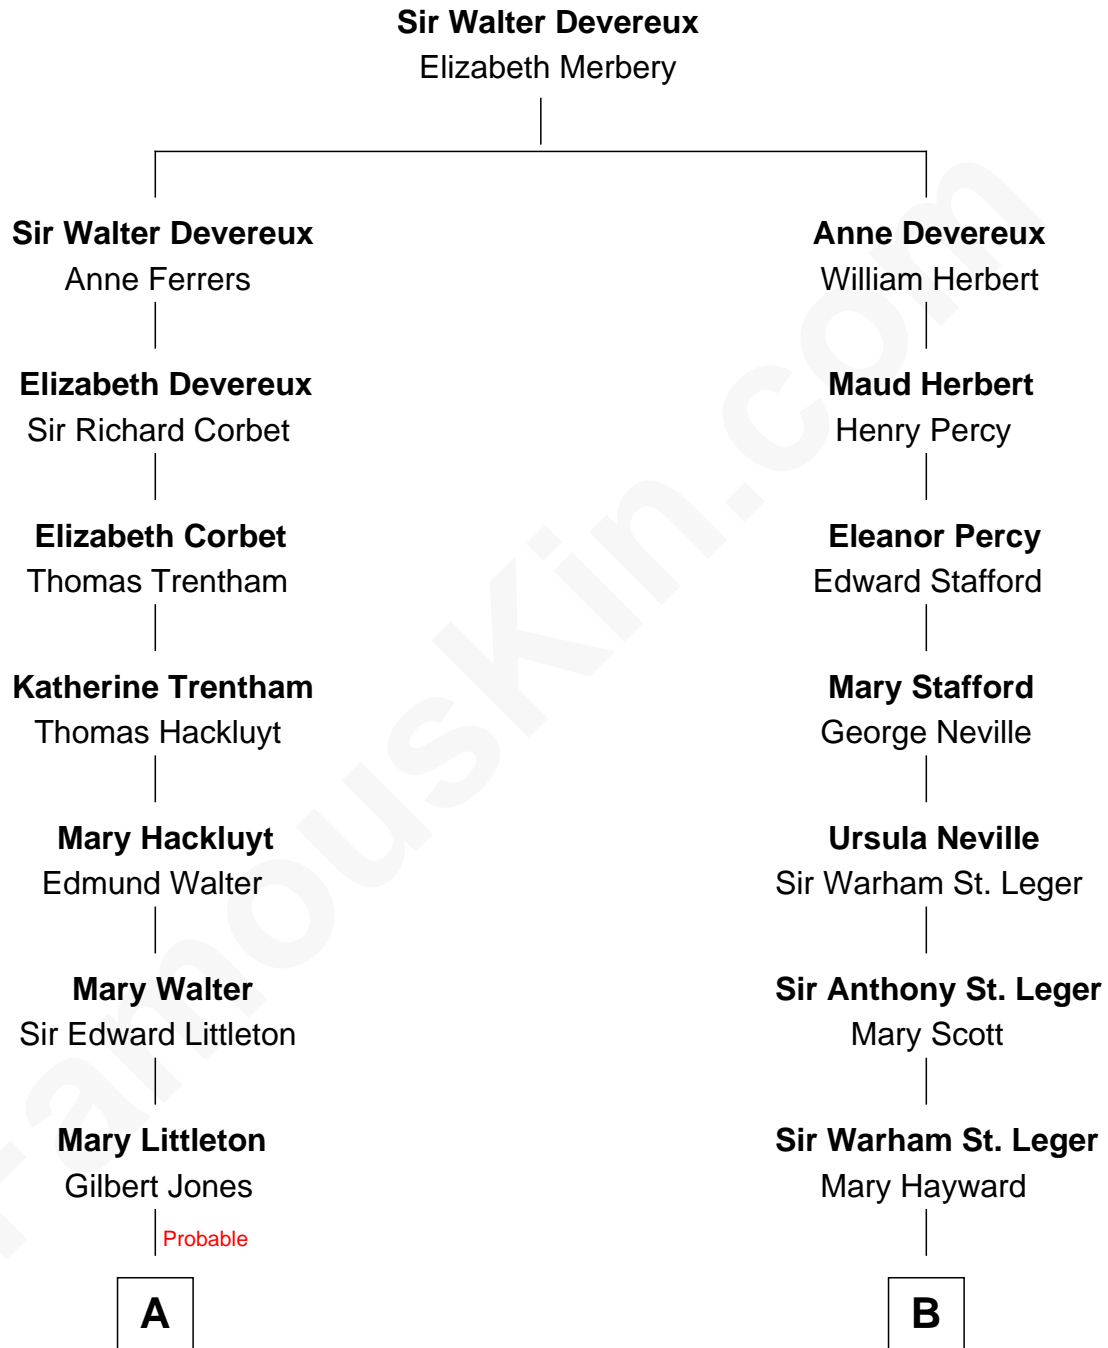 Sir Walter Devereux
Elizabeth Merbery
Sir Walter Devereux
Anne Ferrers
Anne Devereux
William Herbert
Elizabeth Devereux
Sir Richard Corbet
Maud Herbert
Henry Percy
Elizabeth Corbet
Thomas Trentham
Eleanor Percy
Edward Stafford
Katherine Trentham
Thomas Hackluyt
Mary Stafford
George Neville
Mary Hackluyt
Edmund Walter
Ursula Neville
Sir Warham St. Leger
Mary Walter
Sir Edward Littleton
Sir Anthony St. Leger
Mary Scott
Mary Littleton
Gilbert Jones
Sir Warham St. Leger
Mary Hayward
Probable
A
B
FamousKin.com